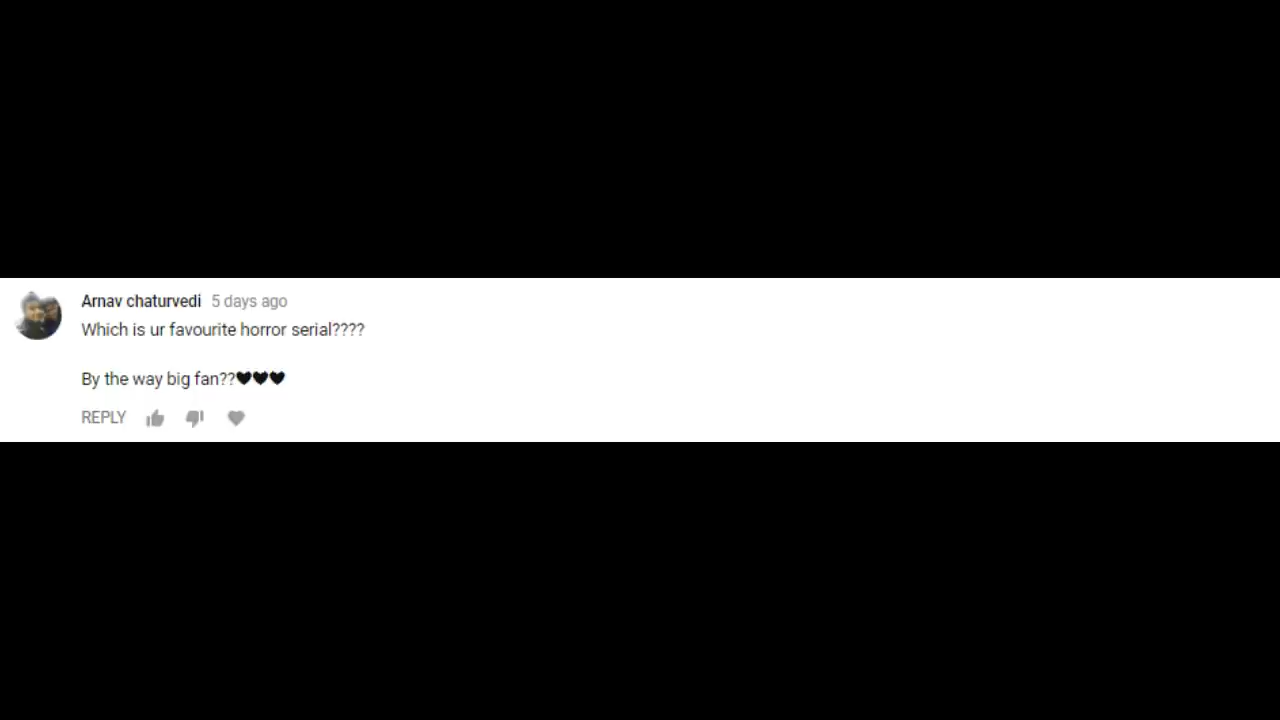 Arnav chaturvedi 5 days ago
Which is ur favourite horror serial????
By the way big fan??🖤🖤🖤
REPLY